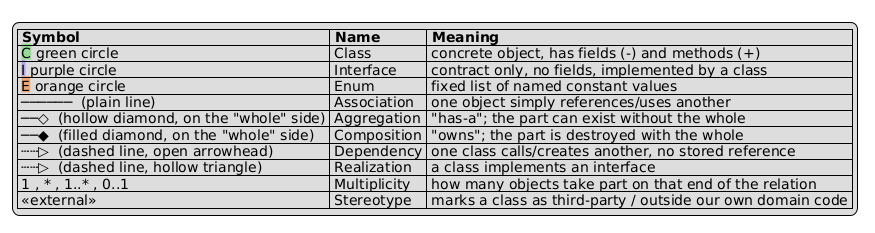 Symbol Name Meaning
C green circle Class concrete object, has fields (-) and methods (+)
I purple circle Interface contract only, no fields, implemented by a class
E orange circle Enum fixed list of named constant values
────── (plain line) Association one object simply references/uses another
──◇ (hollow diamond, on the "whole" side) Aggregation "has-a"; the part can exist without the whole
──◆ (filled diamond, on the "whole" side) Composition "owns"; the part is destroyed with the whole
┄┄▷ (dashed line, open arrowhead) Dependency one class calls/creates another, no stored reference
┄┄▷ (dashed line, hollow triangle) Realization a class implements an interface
1 , * , 1..* , 0..1 Multiplicity how many objects take part on that end of the relation
«external» Stereotype marks a class as third-party / outside our own domain code